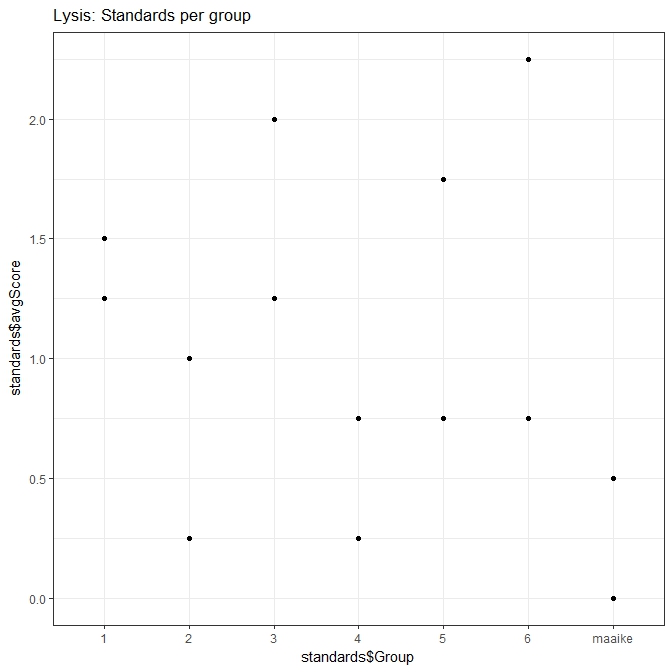 Lysis: Standards per group
2.0
1.5
1.0
0.5
0.0
standards$avgScore
1 2 3 4 5 6 maaike
standards$Group